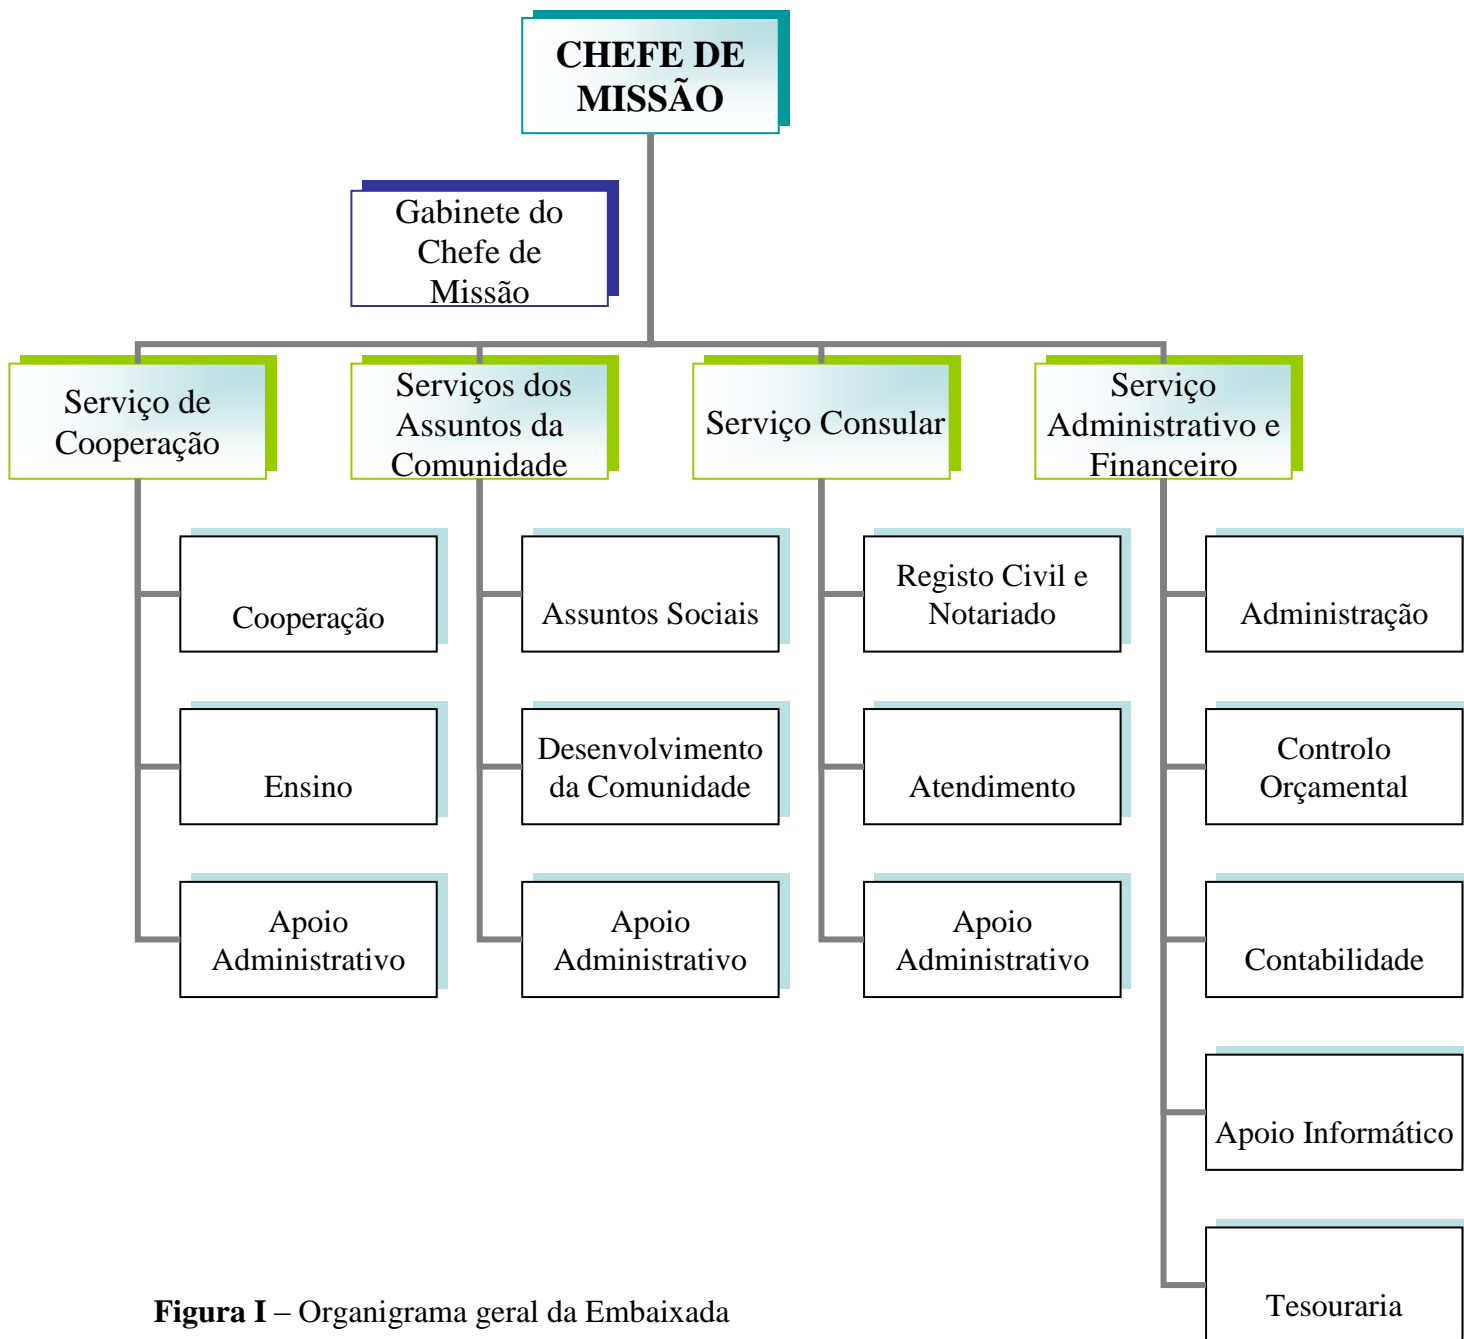 CHEFE DE
MISSÃO
Gabinete do
Chefe de
Missão
Serviço de
Cooperação
Serviços dos
Assuntos da
Comunidade
Serviço Consular
Serviço
Administrativo e
Financeiro
Cooperação
Ensino
Apoio
Administrativo
Assuntos Sociais
Desenvolvimento
da Comunidade
Apoio
Administrativo
Registo Civil e
Notariado
Atendimento
Apoio
Administrativo
Administração
Controlo
Orçamental
Contabilidade
Apoio Informático
Tesouraria
Figura I – Organigrama geral da Embaixada